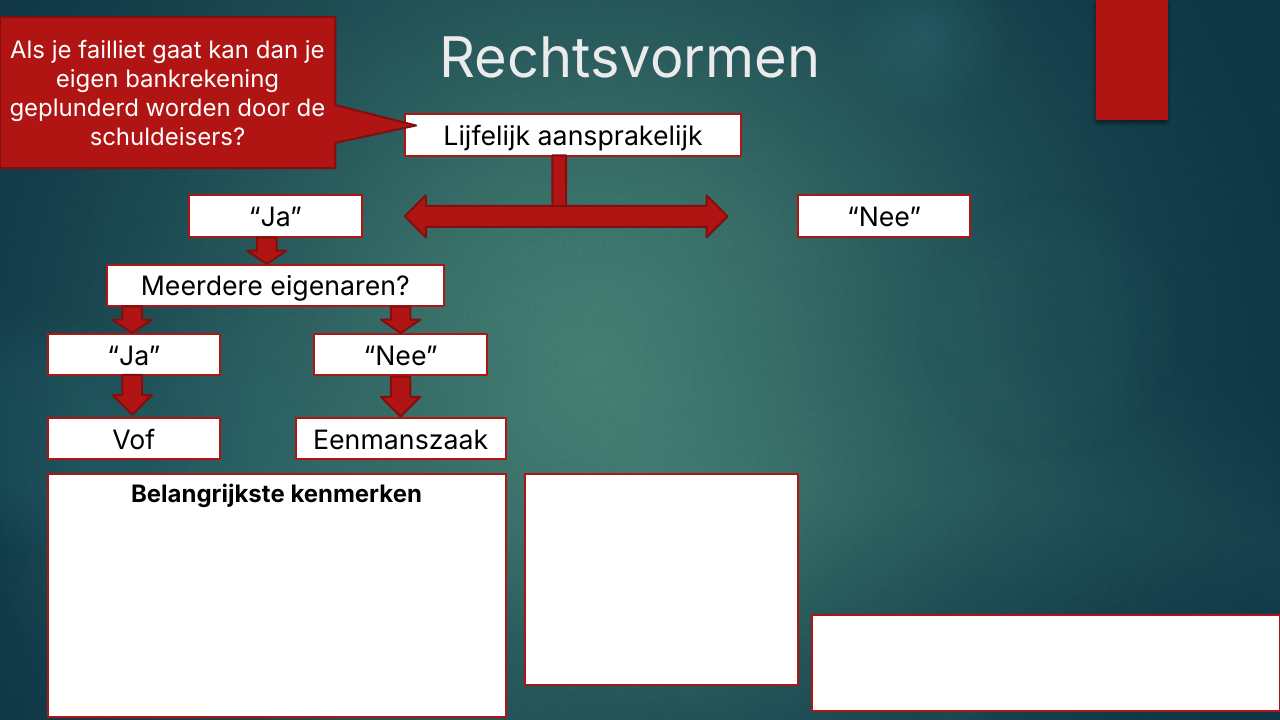 Rechtsvormen
Als je failliet gaat kan dan je
eigen bankrekening
geplunderd worden door de
schuldeisers?
Lijfelijk aansprakelijk
“Ja”
“Nee”
Meerdere eigenaren?
“Ja”
“Nee”
Vof
Eenmanszaak
Belangrijkste kenmerken